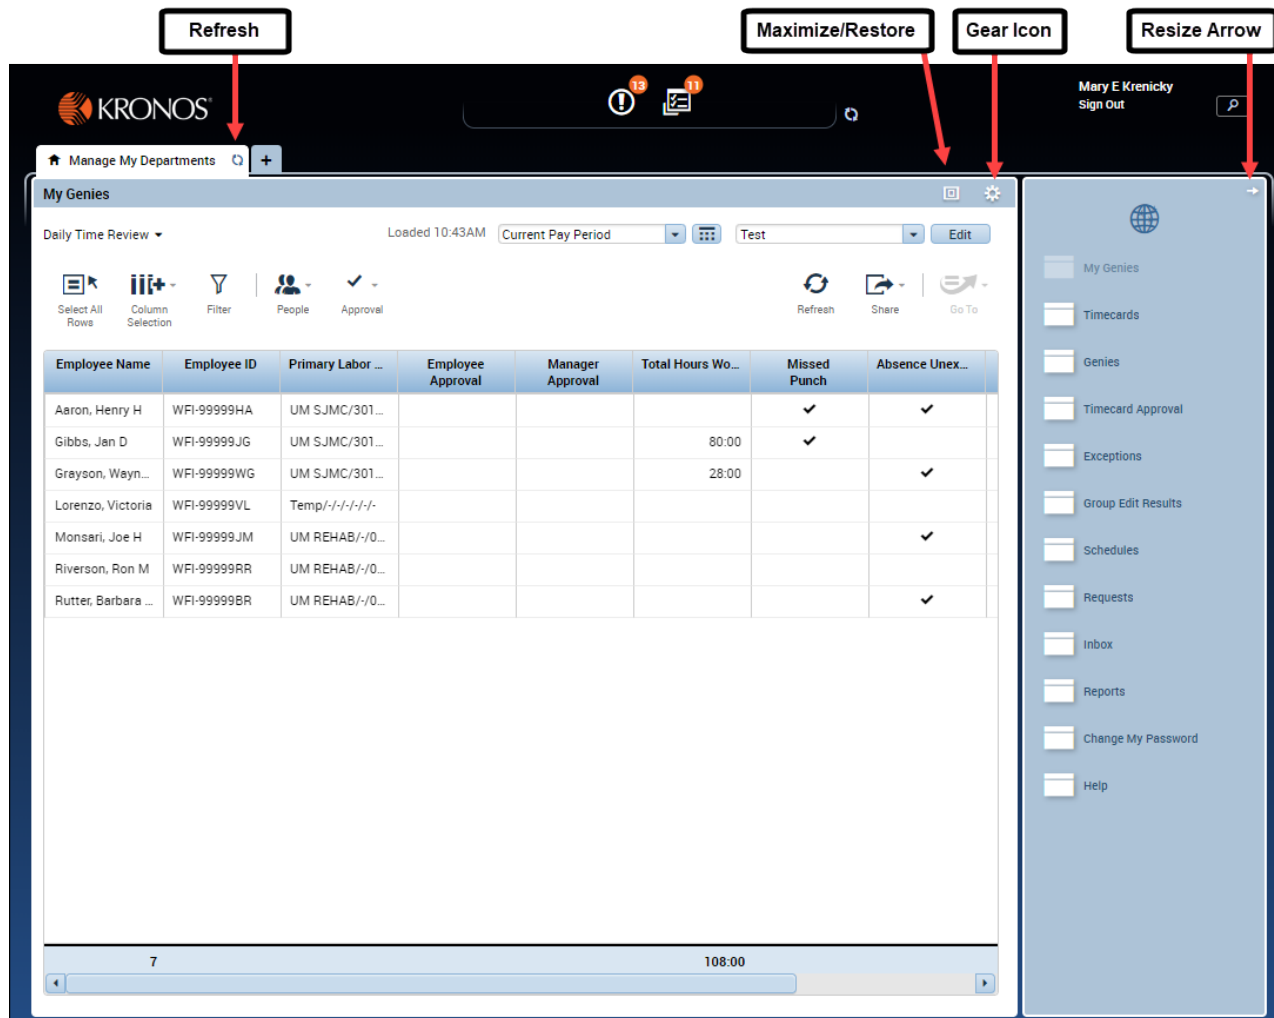 Refresh
Maximize/Restore
Gear Icon
Resize Arrow
KRONOS
13
11
Mary E Krenicky
Sign Out
Manage My Departments
+
My Genies
Daily Time Review
Loaded 10:43AM
Current Pay Period
Test
Edit
Select All
Rows
Column
Selection
Filter
People
Approval
Refresh
Share
Go To
Employee Name Employee ID Primary Labor ... Employee Approval Manager Approval Total Hours Wo... Missed Punch Absence Unex...
Aaron, Henry H WFI-99999HA UM SJMC/301...
Gibbs, Jan D WFI-99999JG UM SJMC/301... 80:00
Grayson, Wayn... WFI-99999WG UM SJMC/301... 28:00
Lorenzo, Victoria WFI-99999VL Temp/-/-/-/-/-/-
Monsari, Joe H WFI-99999JM UM REHAB/-/0...
Riverson, Ron M WFI-99999RR UM REHAB/-/0...
Rutter, Barbara ... WFI-99999BR UM REHAB/-/0...
7 108:00
My Genies
Timecards
Genies
Timecard Approval
Exceptions
Group Edit Results
Schedules
Requests
Inbox
Reports
Change My Password
Help